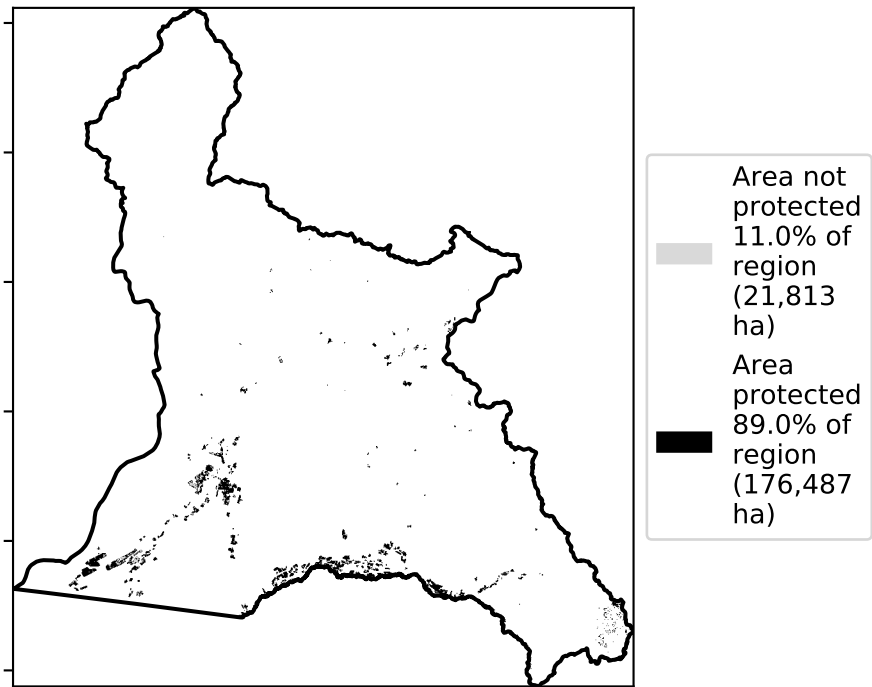 Area not
protected
11.0% of
region
(21,813
ha)
Area
protected
89.0% of
region
(176,487
ha)